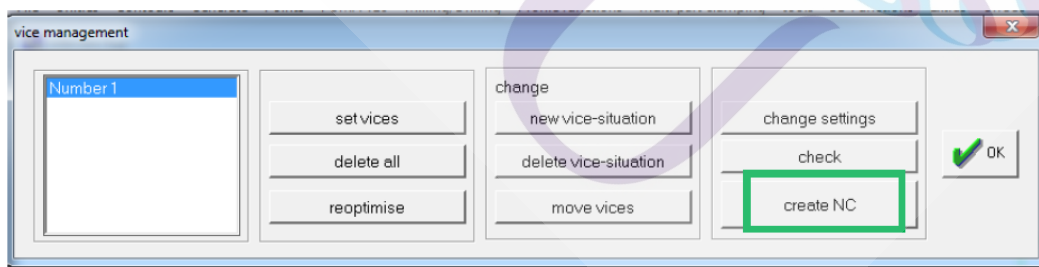 vice management
Number 1
set vices
delete all
reoptimise
change
new vice-situation
delete vice-situation
move vices
change settings
check
create NC
OK